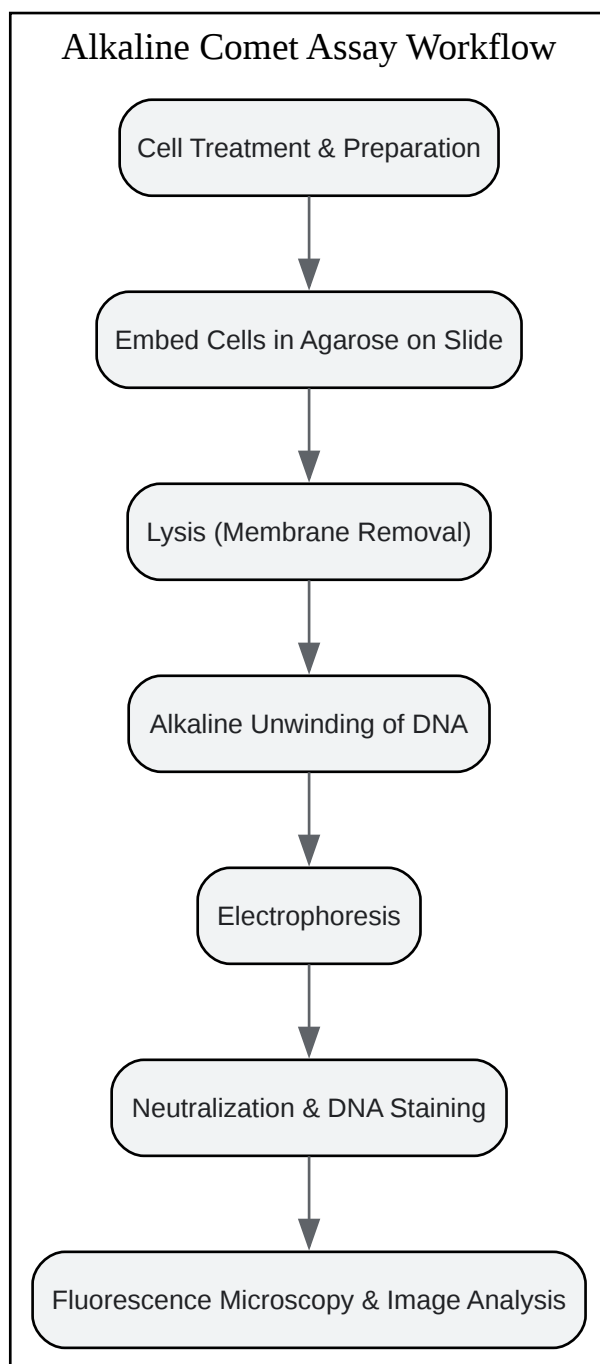 Alkaline Comet Assay Workflow
Cell Treatment & Preparation
Embed Cells in Agarose on Slide
Lysis (Membrane Removal)
Alkaline Unwinding of DNA
Electrophoresis
Neutralization & DNA Staining
Fluorescence Microscopy & Image Analysis